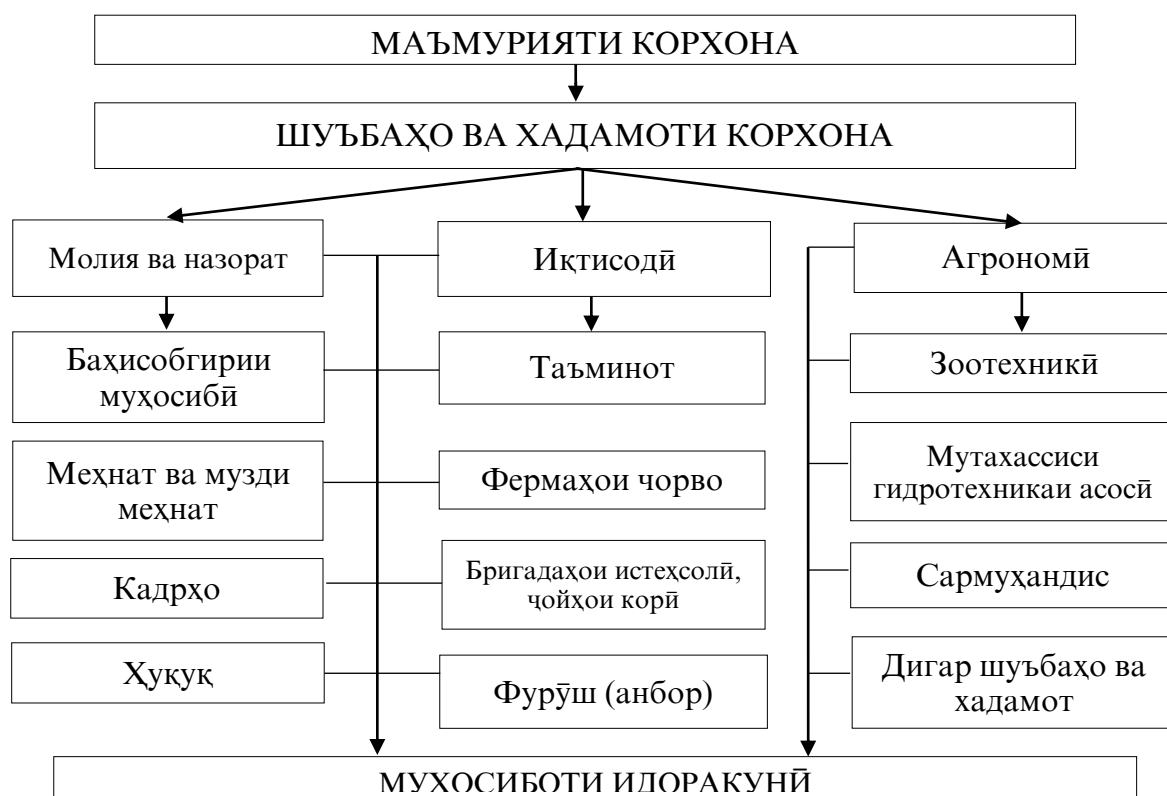 МАЪМУРИЯТИ КОРХОНА
ШУЪБАҲО ВА ХАДАМОТИ КОРХОНА
Молия ва назорат
Иқтисодӣ
Агрономӣ
Баҳисобгирии
муҳосибӣ
Таъминот
Зоотехникӣ
Меҳнат ва музди
меҳнат
Фермаҳои чорво
Мутахассиси
гидротехникаи асосӣ
Кадрҳо
Бригадаҳои истеҳсолӣ,
ҷойҳои корӣ
Сармуҳандис
Ҳуқуқ
Фурӯш (анбор)
Дигар шуъбаҳо ва
хадамот
МУҲОСИБОТИ ИДОРАКУНӢ